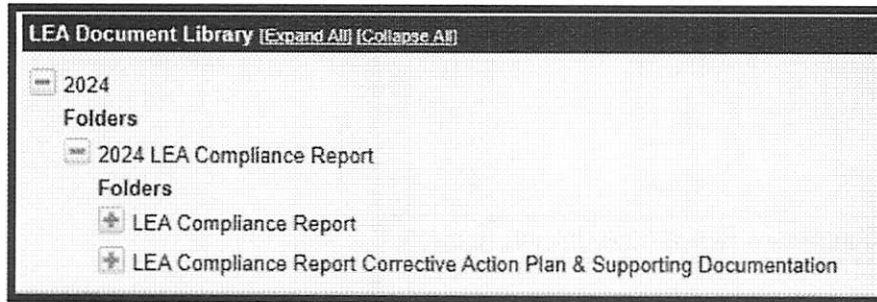 LEA Document Library [Expand All] [Collapse All]
2024
Folders
2024 LEA Compliance Report
Folders
LEA Compliance Report
LEA Compliance Report Corrective Action Plan & Supporting Documentation